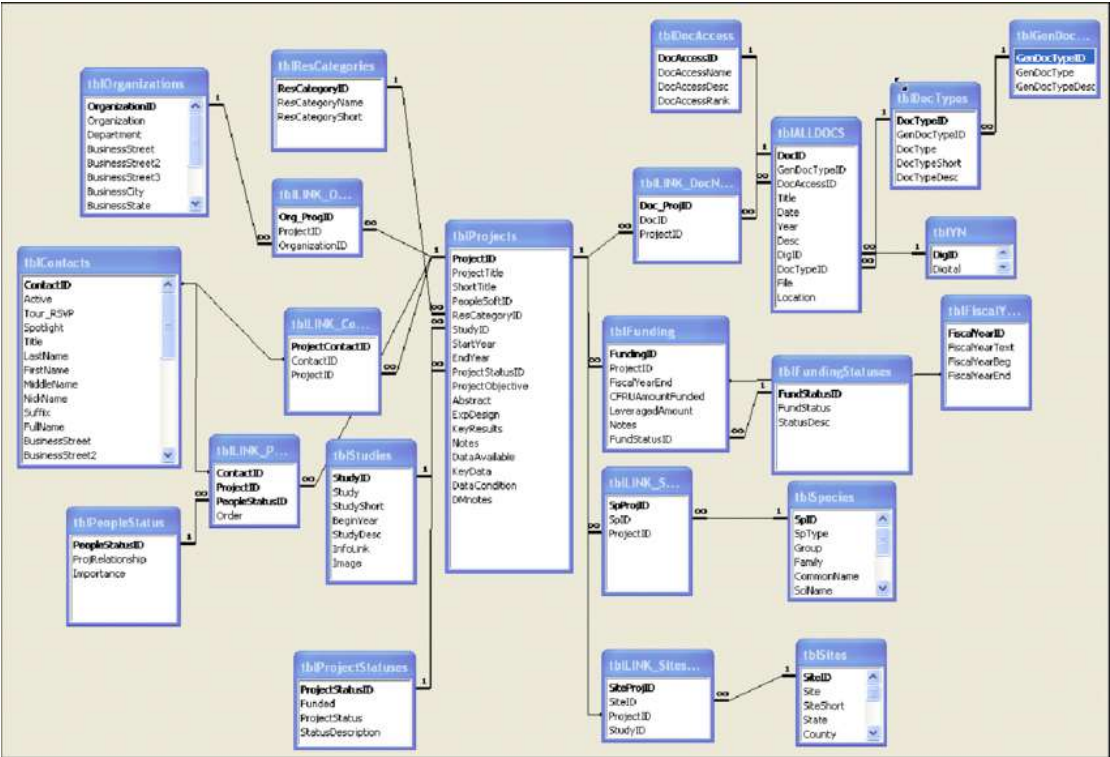 tblOrganizations
OrganizationID
Organization
Department
BusinessStreet
BusinessStreet2
BusinessStreet3
BusinessCity
BusinessState
tblResCategories
ResCategoryID
ResCategoryName
ResCategoryShort
tblLINK_O...
Org_ProgID
ProjectID
OrganizationID
tblContacts
ContactID
Active
Tour_RSVP
Spotlight
Title
LastName
FirstName
MiddleName
NickName
Suffix
FullName
BusinessStreet
BusinessStreet2
tblLINK_Co...
ProjectContactID
ContactID
ProjectID
tblLINK_P...
ContactID
ProjectID
PeopleStatusID
Order
tblPeopleStatus
PeopleStatusID
ProjRelationship
Importance
tblStudies
StudyID
Study
StudyShort
BeginYear
StudyDesc
InfoLink
Image
tblProjectStatuses
ProjectStatusID
Funded
ProjectStatus
StatusDescription
tblProjects
ProjectID
ProjectTitle
ShortTitle
PeopleSoftID
ResCategoryID
StudyID
StartYear
EndYear
ProjectStatusID
ProjectObjective
Abstract
ExpDesign
KeyResults
Notes
DataAvailable
KeyData
DataCondition
DMnotes
tblDocAccess
DocAccessID
DocAccessName
DocAccessDesc
DocAccessRank
tblLINK_DocN...
Doc_ProjID
DocID
ProjectID
tblALLDOCS
DocID
GenDocTypeID
DocAccessID
Title
Date
Year
Desc
DigID
DocTypeID
File
Location
tblDocTypes
DocTypeID
GenDocTypeID
DocType
DocTypeShort
DocTypeDesc
tblGenDoc...
GenDocTypeID
GenDocType
GenDocTypeDesc
tblYN
DigID
Digital
tblFunding
FundingID
ProjectID
FiscalYearEnd
CFRUAmountFunded
LeveragedAmount
Notes
FundStatusID
tblFundingStatuses
FundStatusID
FundStatus
StatusDesc
tblFiscalY...
FiscalYearID
FiscalYearText
FiscalYearBeg
FiscalYearEnd
tblLINK_S...
SpProjID
SpID
ProjectID
tblSpecies
SpID
SpType
Group
Family
CommonName
SciName
tblLINK_Sites...
SiteProjID
SiteID
ProjectID
StudyID
tblSites
SiteID
Site
SiteShort
State
County